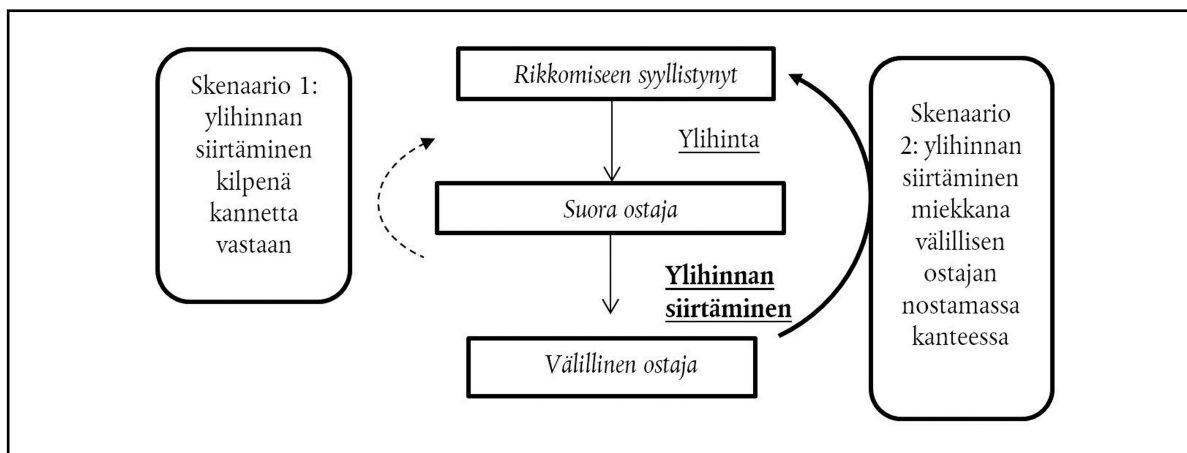 Skenaario 1:
ylihinnan
siirtäminen
kilpenä
kannetta
vastaan
Rikkomiseen syyllistynyt
Ylihinta
Suora ostaja
Ylihinnan
siirtäminen
Välillinen ostaja
Skenaario
2: ylihinnan
siirtäminen
miekkana
välillisen
ostajan
nostamassa
kanteessa